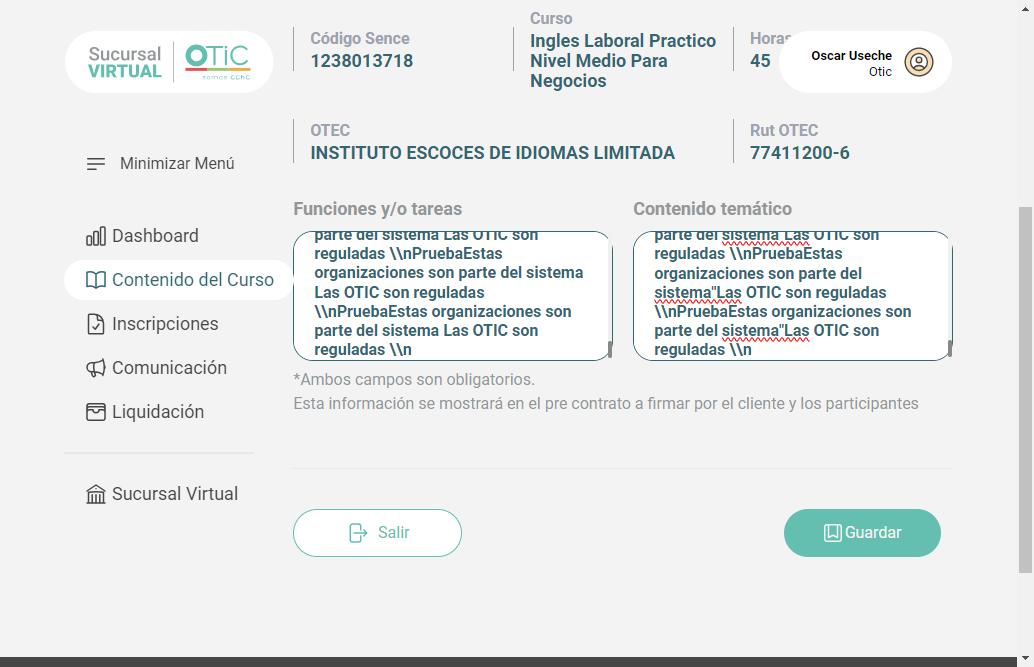 Sucursal
VIRTUAL
OTiC
somos CChC
Minimizar Menú
Dashboard
Contenido del Curso
Inscripciones
Comunicación
Liquidación
Sucursal Virtual
Código Sence
1238013718
Curso
Ingles Laboral Practico
Nivel Medio Para
Negocios
Horas
45
Oscar Useche
Otic
OTEC
INSTITUTO ESCOCES DE IDIOMAS LIMITADA
Rut OTEC
77411200-6
Funciones y/o tareas
parte del sistema Las OTIC son
reguladas \\nPruebaEstas
organizaciones son parte del sistema
Las OTIC son reguladas
\\nPruebaEstas organizaciones son
parte del sistema Las OTIC son
reguladas \\n
Contenido temático
parte del sistema"Las OTIC son
reguladas \\nPruebaEstas
organizaciones son parte del
sistema"Las OTIC son reguladas
\\nPruebaEstas organizaciones son
parte del sistema"Las OTIC son
reguladas \\n
*Ambos campos son obligatorios.
Esta información se mostrará en el pre contrato a firmar por el cliente y los participantes
Salir
Guardar